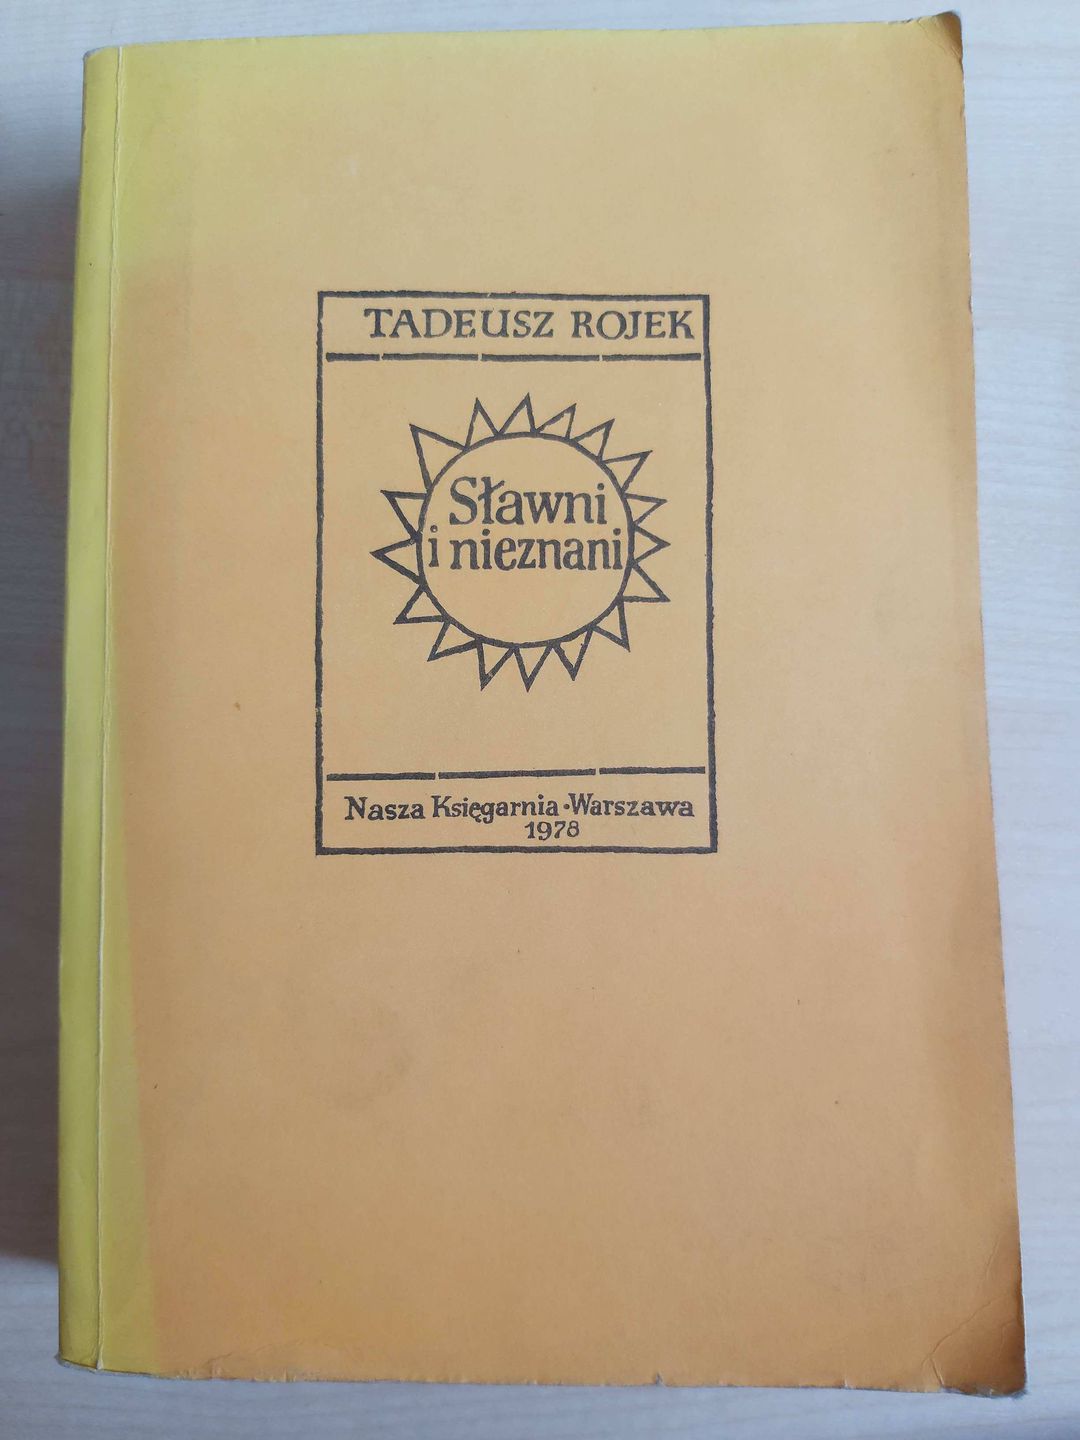 TADEUSZ ROJEK
Sławni
i nieznani
Nasza Księgarnia • Warszawa
1978